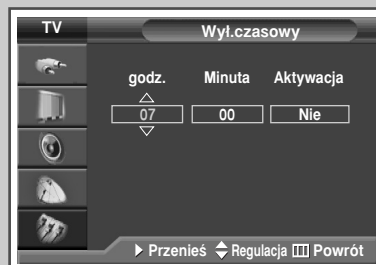 TV
Wył.czasowy
godz. Minuta Aktywacja
07 00 Nie
Przenieś Regulacja Powrót